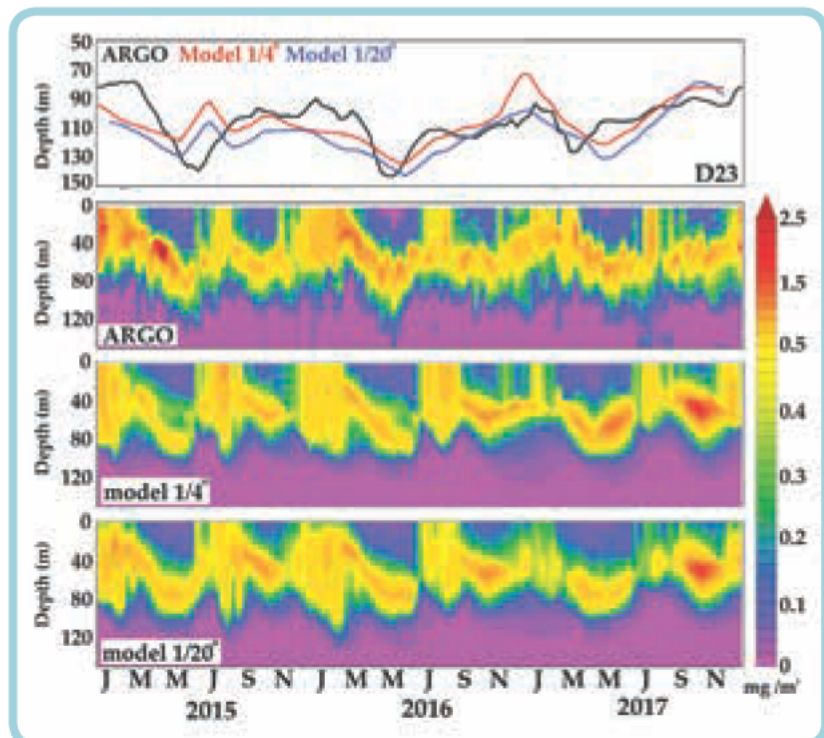 50
70
90
110
130
150
Depth (m)
ARGO Model 1/4° Model 1/20°
D23
0
40
80
120
Depth (m)
ARGO
0
40
80
120
Depth (m)
model 1/4°
0
40
80
120
Depth (m)
model 1/20°
2.5
1.5
0.5
0.4
0.3
0.2
0.1
0
mg/m³
J M M J S N J M M J S N J M M J S N
2015 2016 2017